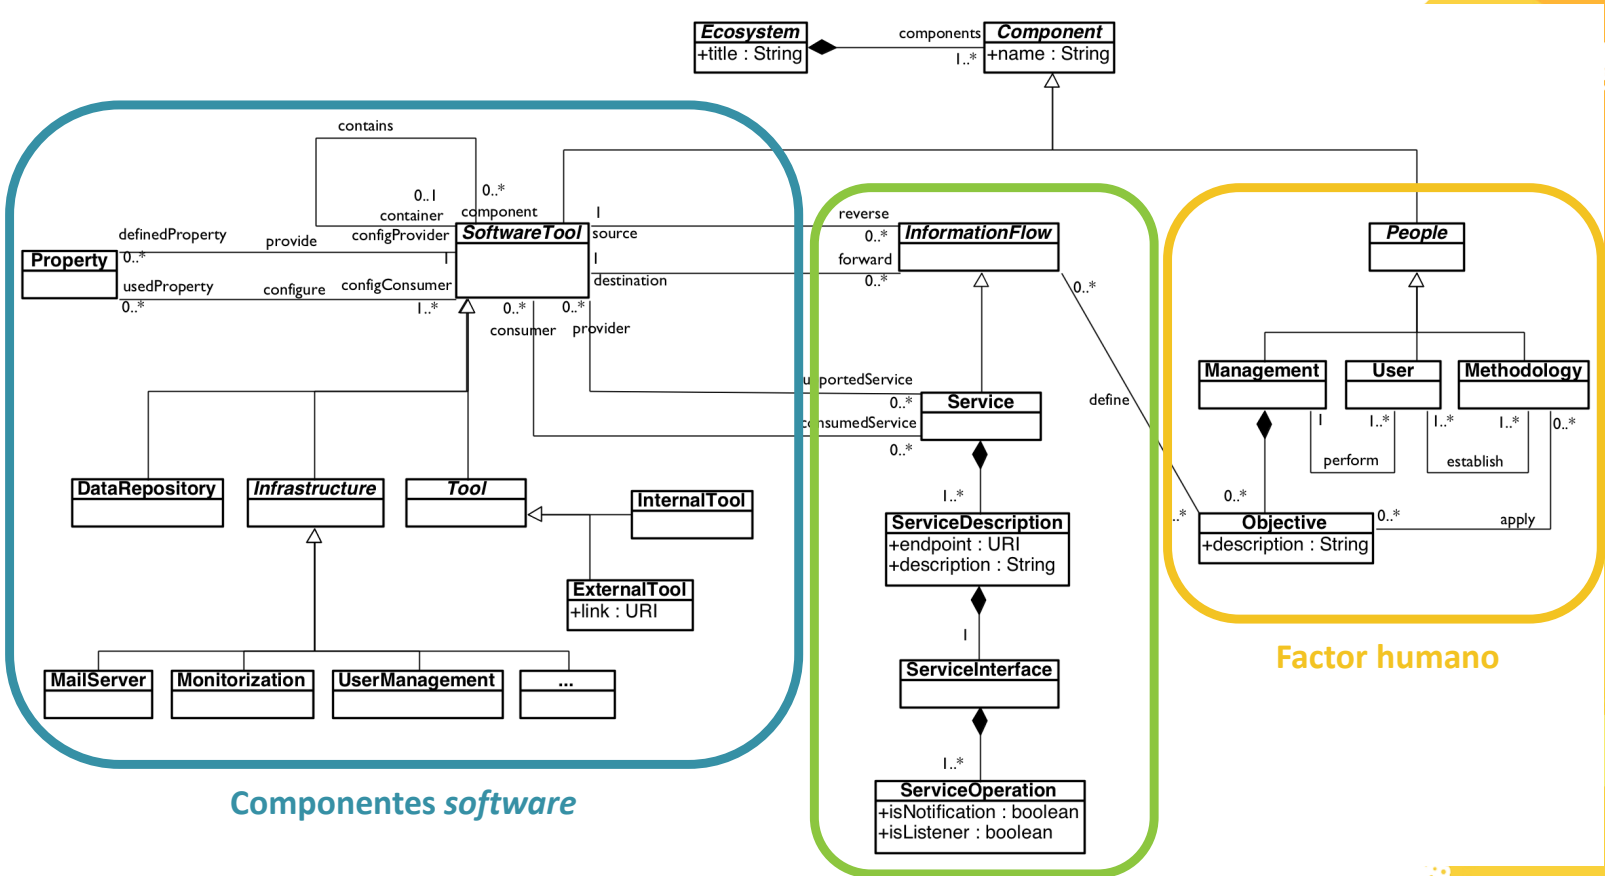 Ecosystem
+title : String
components
1..*
Component
+name : String
contains
0..1
0..*
container
component
definedProperty
provide
configProvider
SoftwareTool
1
source
reverse
0..*
InformationFlow
People
Property
0..*
1
1
destination
forward
0..*
0..*
usedProperty
configure
configConsumer
0..*
1..*
0..*
consumer
0..*
provider
upportedService
0..*
Service
onsumedService
0..*
define
Management
User
Methodology
1
1..*
1..*
1..*
0..*
perform
establish
DataRepository
Infrastructure
Tool
InternalTool
1..*
0..*
ServiceDescription
+endpoint : URI
+description : String
..*
Objective
+description : String
0..*
apply
ExternalTool
+link : URI
1
ServiceInterface
Factor humano
MailServer
Monitorization
UserManagement
...
1..*
ServiceOperation
+isNotification : boolean
+isListener : boolean
Componentes software